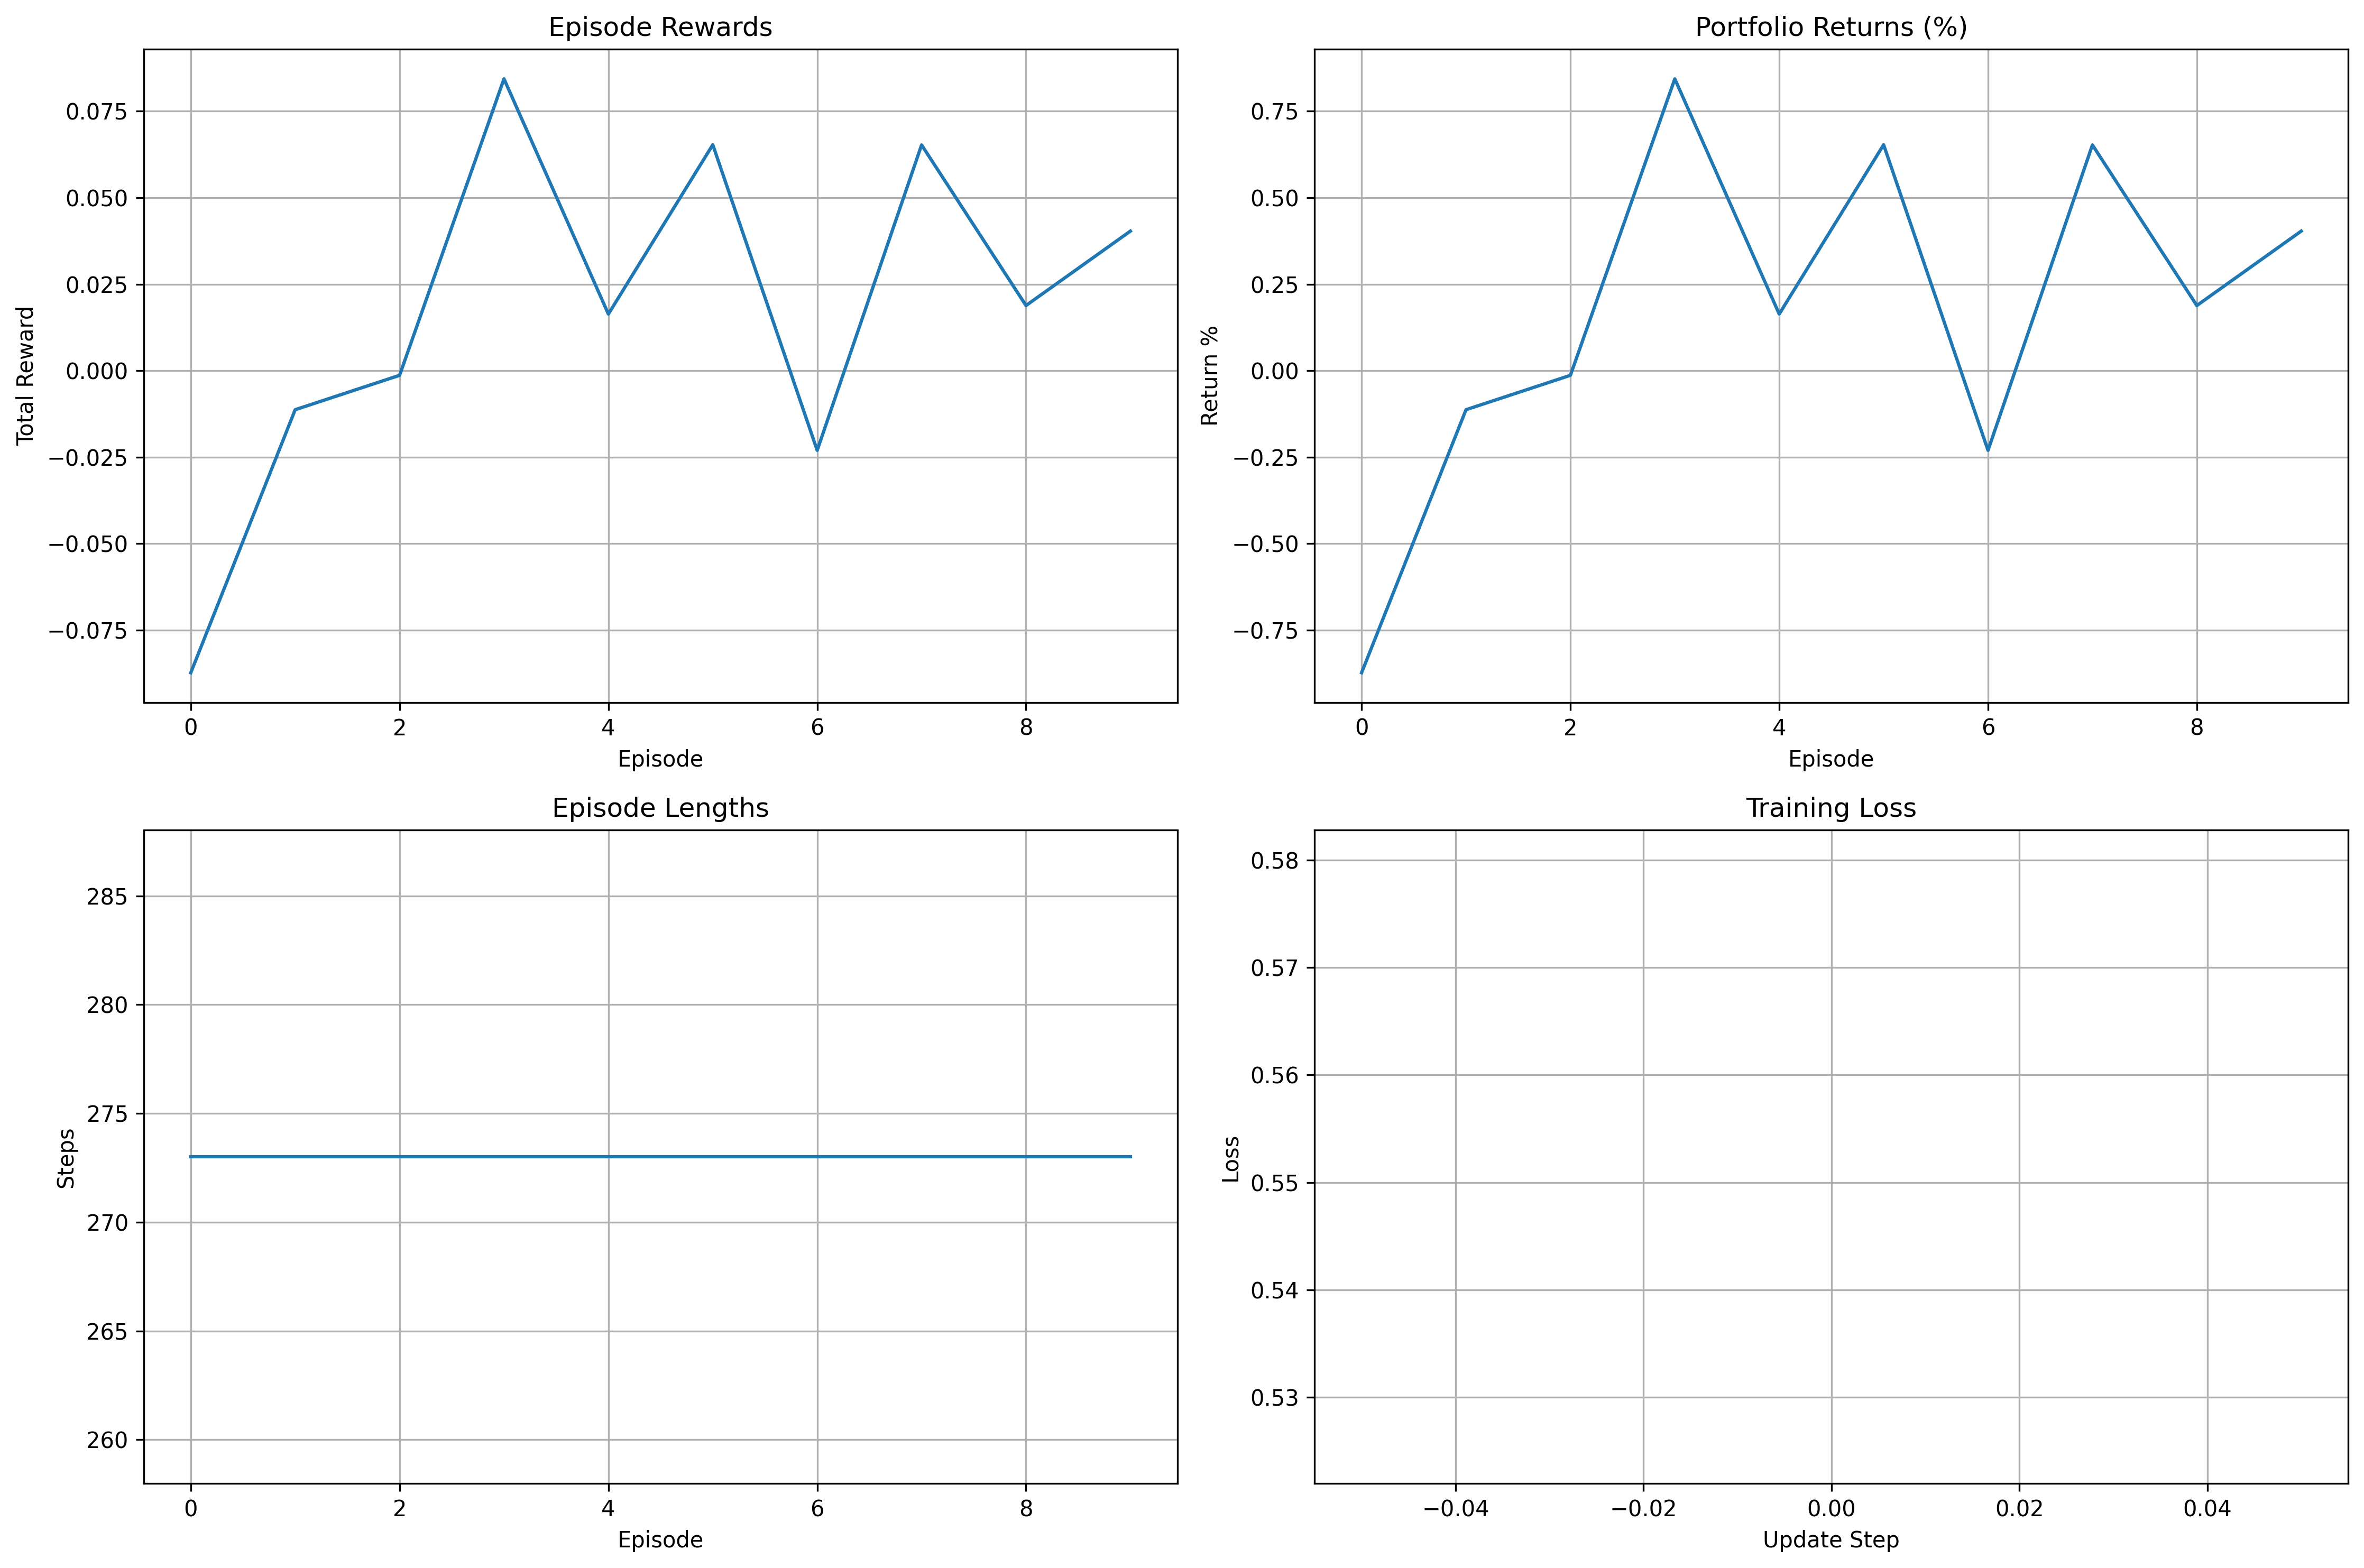 Episode Rewards
Total Reward
0.075
0.050
0.025
0.000
−0.025
−0.050
−0.075
0 2 4 6 8
Episode
Portfolio Returns (%)
Return %
0.75
0.50
0.25
0.00
−0.25
−0.50
−0.75
0 2 4 6 8
Episode
Episode Lengths
Steps
285
280
275
270
265
260
0 2 4 6 8
Episode
Training Loss
Loss
0.58
0.57
0.56
0.55
0.54
0.53
−0.04 −0.02 0.00 0.02 0.04
Update Step